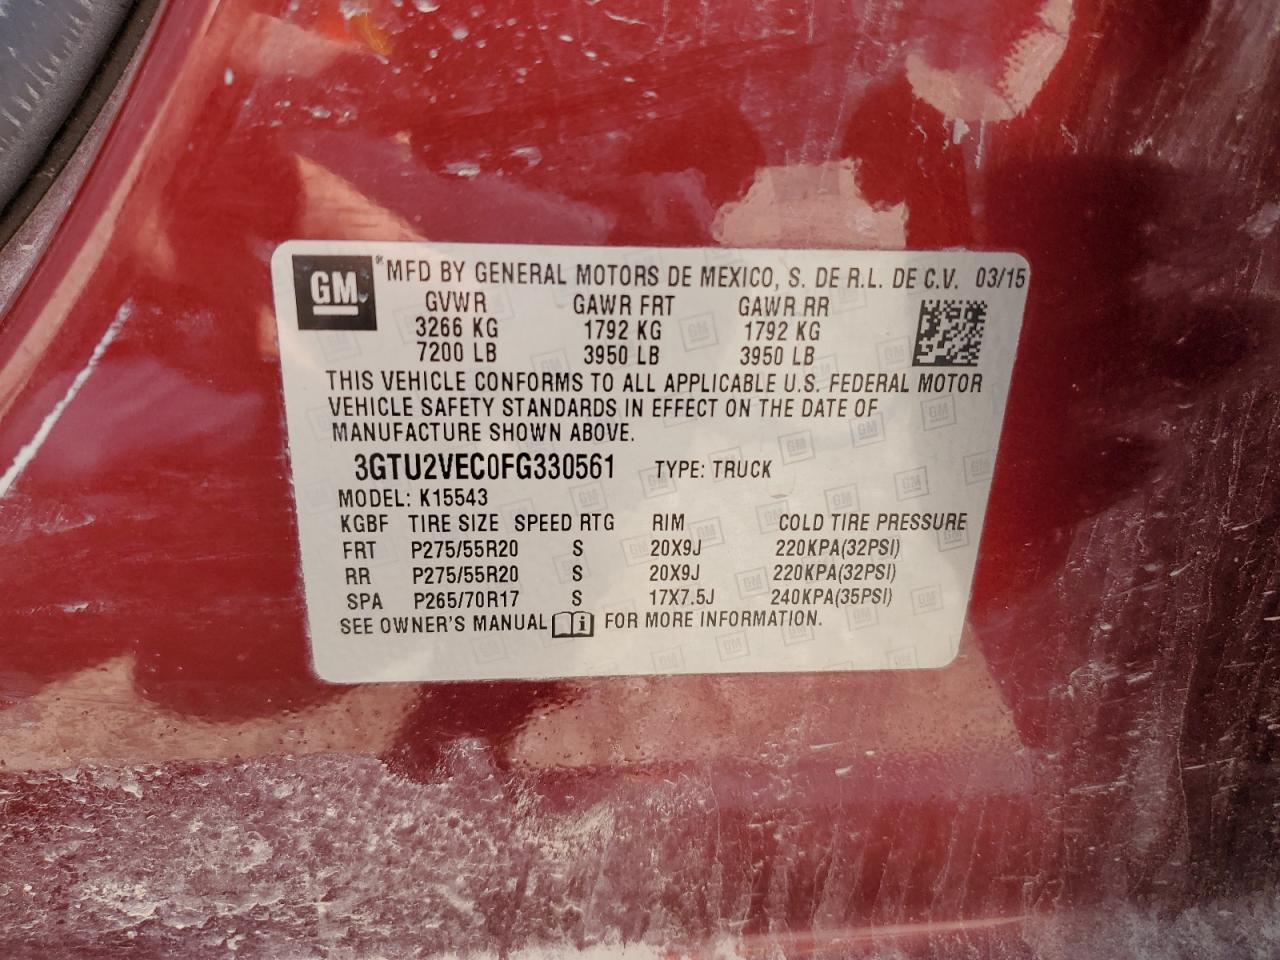 GM ® MFD BY GENERAL MOTORS DE MEXICO, S. DE R.L. DE C.V. 03/15
GVWR GAWR FRT GAWR RR
3266 KG 1792 KG 1792 KG
7200 LB 3950 LB 3950 LB
THIS VEHICLE CONFORMS TO ALL APPLICABLE U.S. FEDERAL MOTOR
VEHICLE SAFETY STANDARDS IN EFFECT ON THE DATE OF
MANUFACTURE SHOWN ABOVE.
3GTU2VEC0FG330561 TYPE: TRUCK
MODEL: K15543
KGBF TIRE SIZE SPEED RTG RIM COLD TIRE PRESSURE
FRT P275/55R20 S 20X9J 220KPA(32PSI)
RR P275/55R20 S 20X9J 220KPA(32PSI)
SPA P265/70R17 S 17X7.5J 240KPA(35PSI)
SEE OWNER'S MANUAL i FOR MORE INFORMATION.